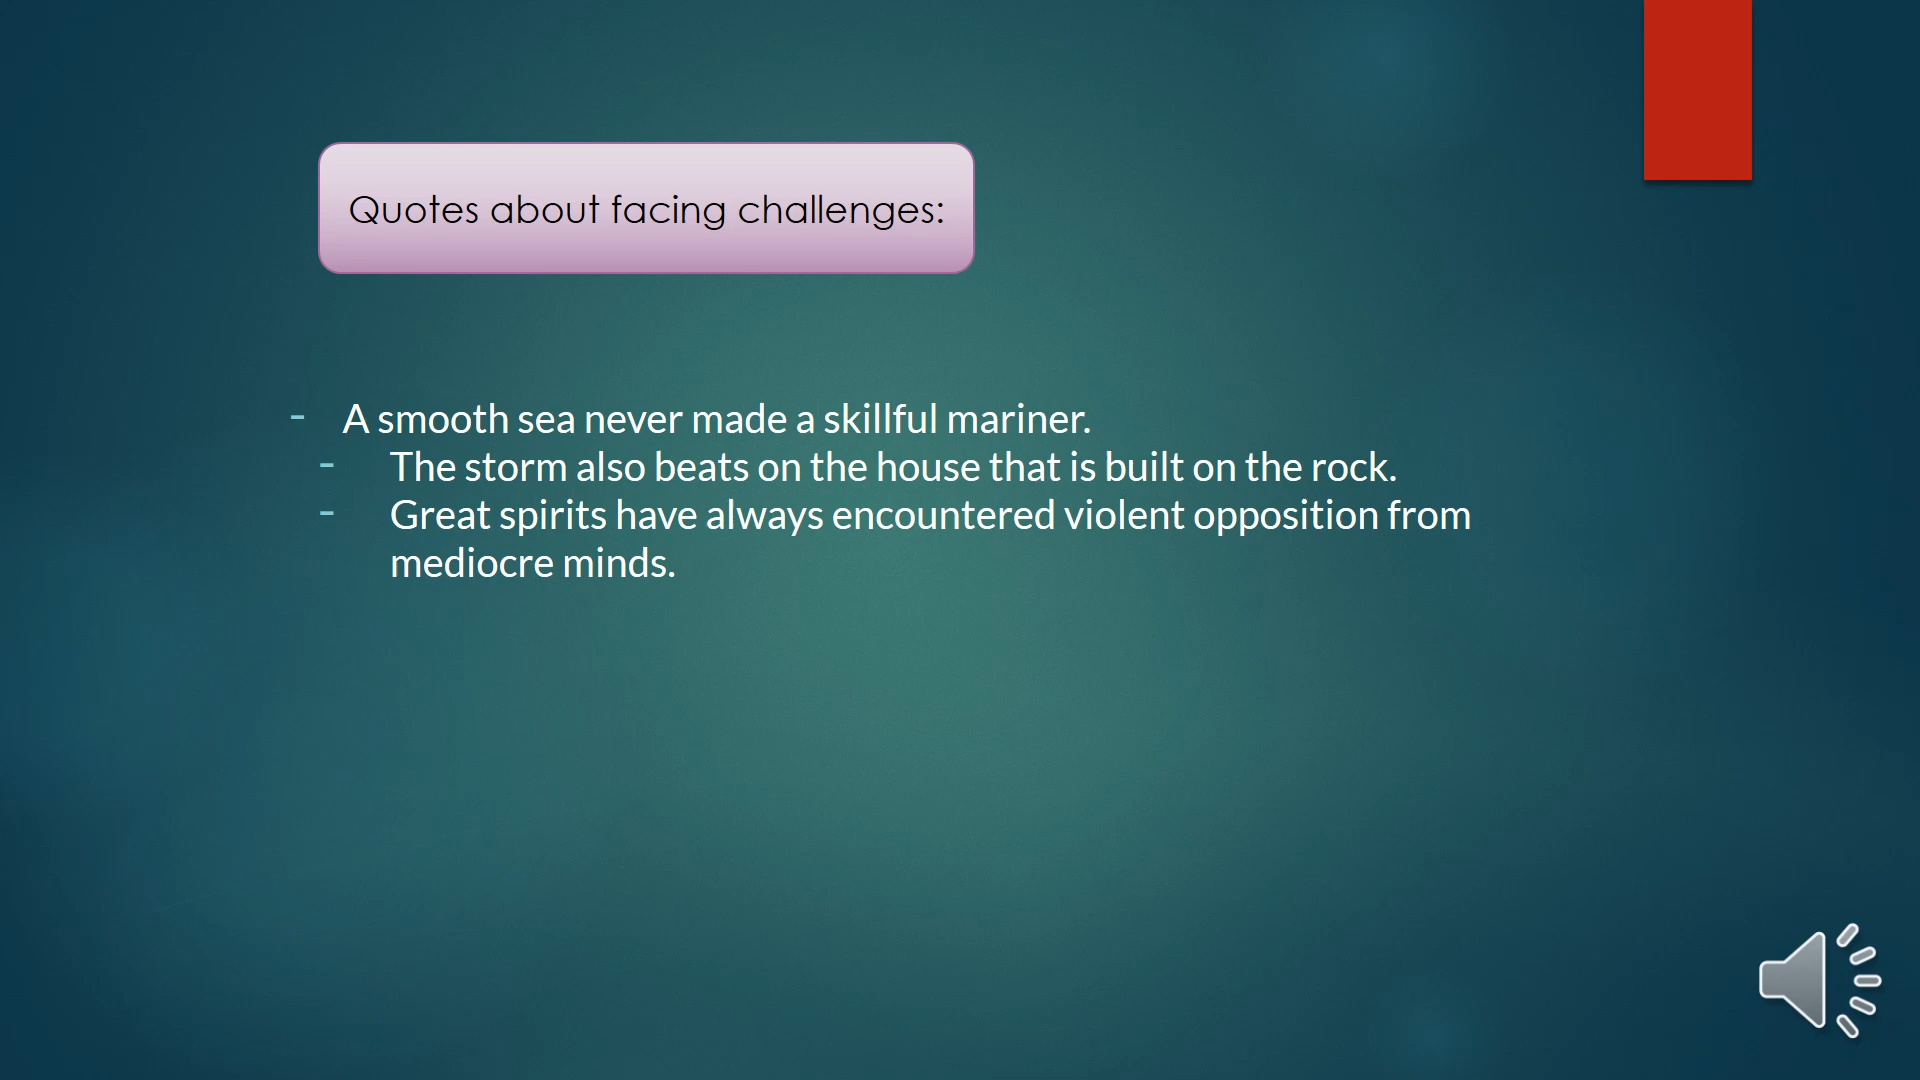 Quotes about facing challenges:
- A smooth sea never made a skillful mariner.
- The storm also beats on the house that is built on the rock.
- Great spirits have always encountered violent opposition from
mediocre minds.